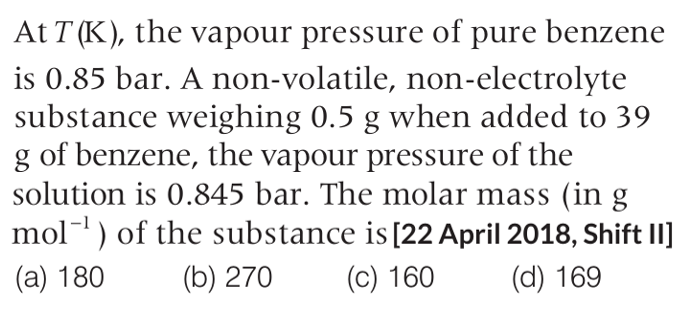 At T (K), the vapour pressure of pure benzene
is 0.85 bar. A non-volatile, non-electrolyte
substance weighing 0.5 g when added to 39
g of benzene, the vapour pressure of the
solution is 0.845 bar. The molar mass (in g
mol⁻¹) of the substance is [22 April 2018, Shift II]
(a) 180 (b) 270 (c) 160 (d) 169